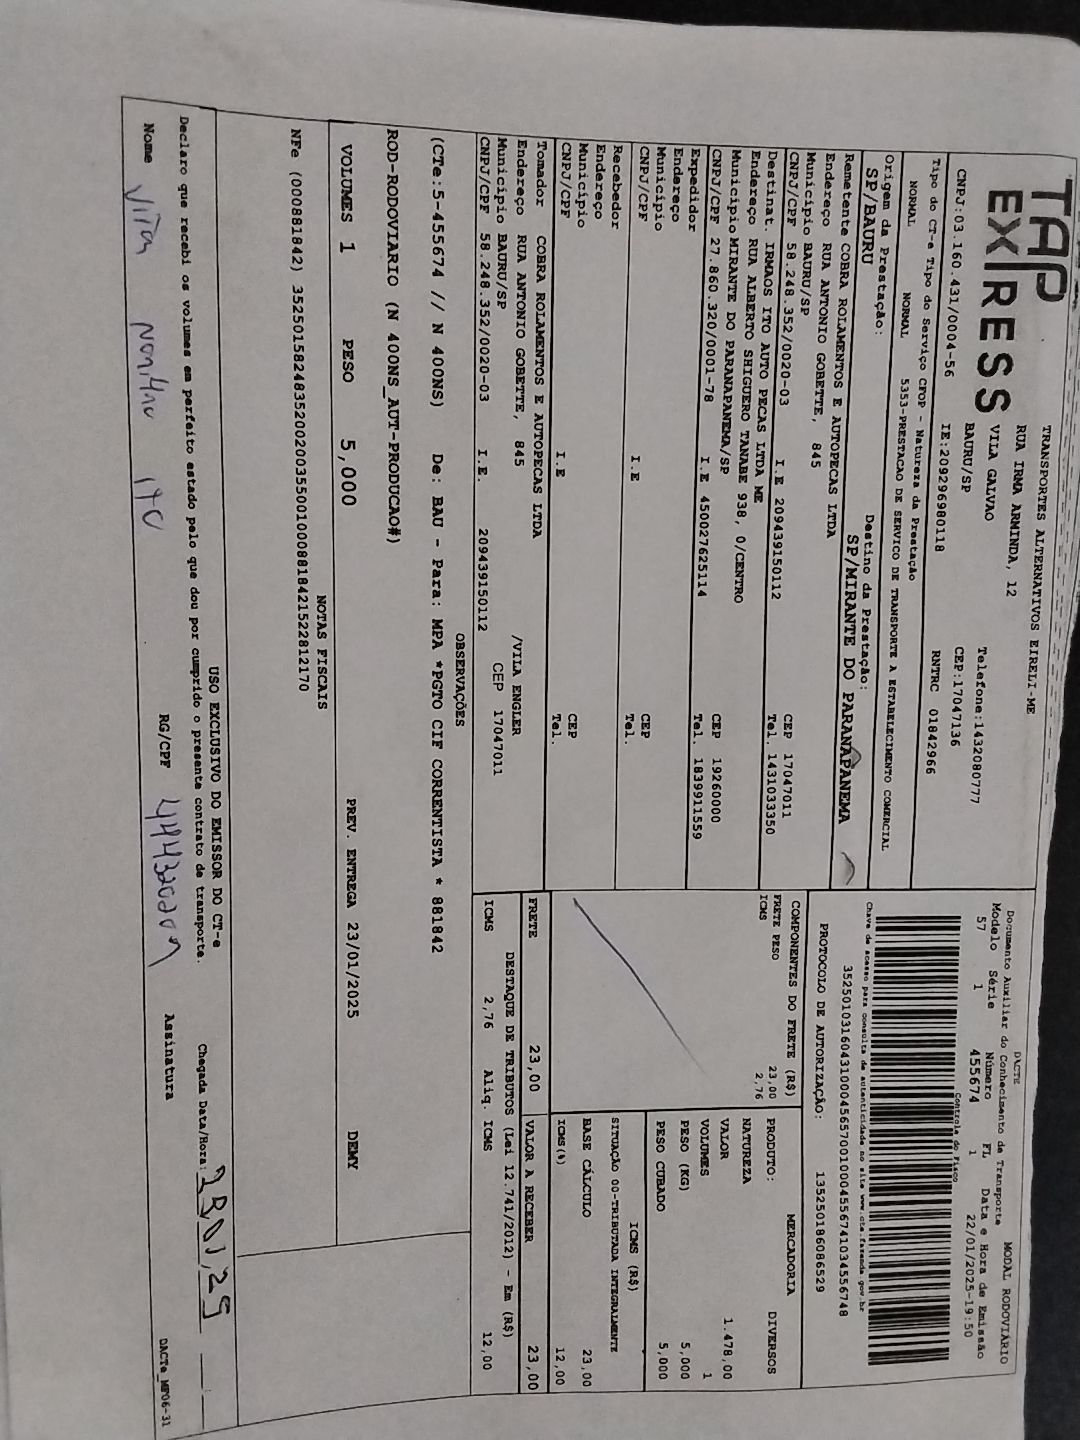 TAP
EXPRESS
TRANSPORTES ALTERNATIVOS EIRELI-ME
RUA IRMA ARMINDA, 12
VILA GALVAO
BAURU/SP
Telefone:1432080777
CEP:17047136
CNPJ:03.160.431/0004-56 IE:209296980118 RNTRC 01842966
Tipo do CT-e Tipo do Serviço CFOP - Natureza da Prestação
NORMAL NORMAL 5353-PRESTACAO DE SERVICO DE TRANSPORTE A ESTABELECIMENTO COMERCIAL
Origem da Prestação: Destino da Prestação:
SP/BAURU SP/MIRANTE DO PARANAPANEMA
Remetente COBRA ROLAMENTOS E AUTOPECAS LTDA
Endereço RUA ANTONIO GOBETTE, 845
Município BAURU/SP CEP 17047011
CNPJ/CPF 58.248.352/0020-03 I.E 209439150112 Tel. 1431033350
Destinat. IRMAOS ITO AUTO PECAS LTDA ME
Endereço RUA ALBERTO SHIGUERO TANABE 938, 0/CENTRO
Município MIRANTE DO PARANAPANEMA/SP CEP 19260000
CNPJ/CPF 27.860.320/0001-78 I.E 450027625114 Tel. 1839911559
Expedidor
Endereço
Município CEP
CNPJ/CPF I.E Tel.
Recebedor
Endereço
Município CEP
CNPJ/CPF I.E Tel.
Tomador COBRA ROLAMENTOS E AUTOPECAS LTDA
Endereço RUA ANTONIO GOBETTE, 845 /VILA ENGLER
Município BAURU/SP CEP 17047011
CNPJ/CPF 58.248.352/0020-03 I.E. 209439150112
DACTE
Documento Auxiliar do Conhecimento de Transporte MODAL RODOVIÁRIO
Modelo Série Número FL Data e Hora de Emissão
57 1 455674 1 22/01/2025-19:50
Controle do Fisco
Chave de acesso para consulta de autenticidade no site www.cte.fazenda.gov.br
35250103160431000456570010004556741034556748
PROTOCOLO DE AUTORIZAÇÃO: 135250186086529
COMPONENTES DO FRETE (R$)
FRETE PESO 23,00
ICMS 2,76
MERCADORIA
PRODUTO: DIVERSOS
NATUREZA
VALOR 1.478,00
VOLUMES 1
PESO (KG) 5,000
PESO CUBADO 5,000
ICMS (R$)
SITUAÇÃO 00-TRIBUTADA INTEGRALMENTE
BASE CÁLCULO 23,00
ICMS(%) 12,00
FRETE 23,00 VALOR A RECEBER 23,00
DESTAQUE DE TRIBUTOS (Lei 12.741/2012) - Em (R$)
ICMS 2,76 Aliq. ICMS 12,00
OBSERVAÇÕES
(CTe:5-455674 // N 400NS) De: BAU - Para: MPA *PGTO CIF CORRENTISTA * 881842
ROD-RODOVIARIO (N 400NS_AUT-PRODUCAO#)
VOLUMES 1 PESO 5,000 PREV. ENTREGA 23/01/2025 DEMY
NOTAS FISCAIS
NFe (000881842) 35250158248352002003550010008818421522812170
USO EXCLUSIVO DO EMISSOR DO CT-e
Declaro que recebi os volumes em perfeito estado pelo que dou por cumprido o presente contrato de transporte. Chegada Data/Hora:
Nome RG/CPF Assinatura DACTe_MP06-31